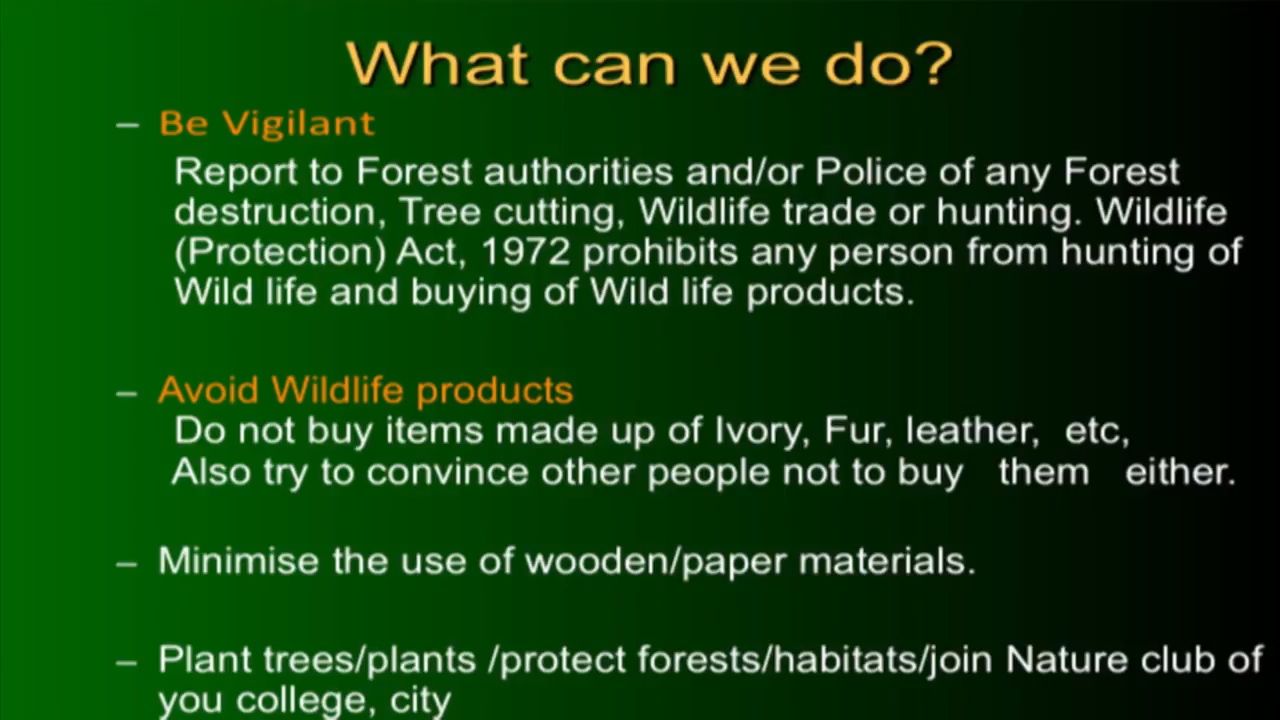 What can we do?
– Be Vigilant
Report to Forest authorities and/or Police of any Forest
destruction, Tree cutting, Wildlife trade or hunting. Wildlife
(Protection) Act, 1972 prohibits any person from hunting of
Wild life and buying of Wild life products.
– Avoid Wildlife products
Do not buy items made up of Ivory, Fur, leather, etc,
Also try to convince other people not to buy them either.
– Minimise the use of wooden/paper materials.
– Plant trees/plants /protect forests/habitats/join Nature club of
you college, city